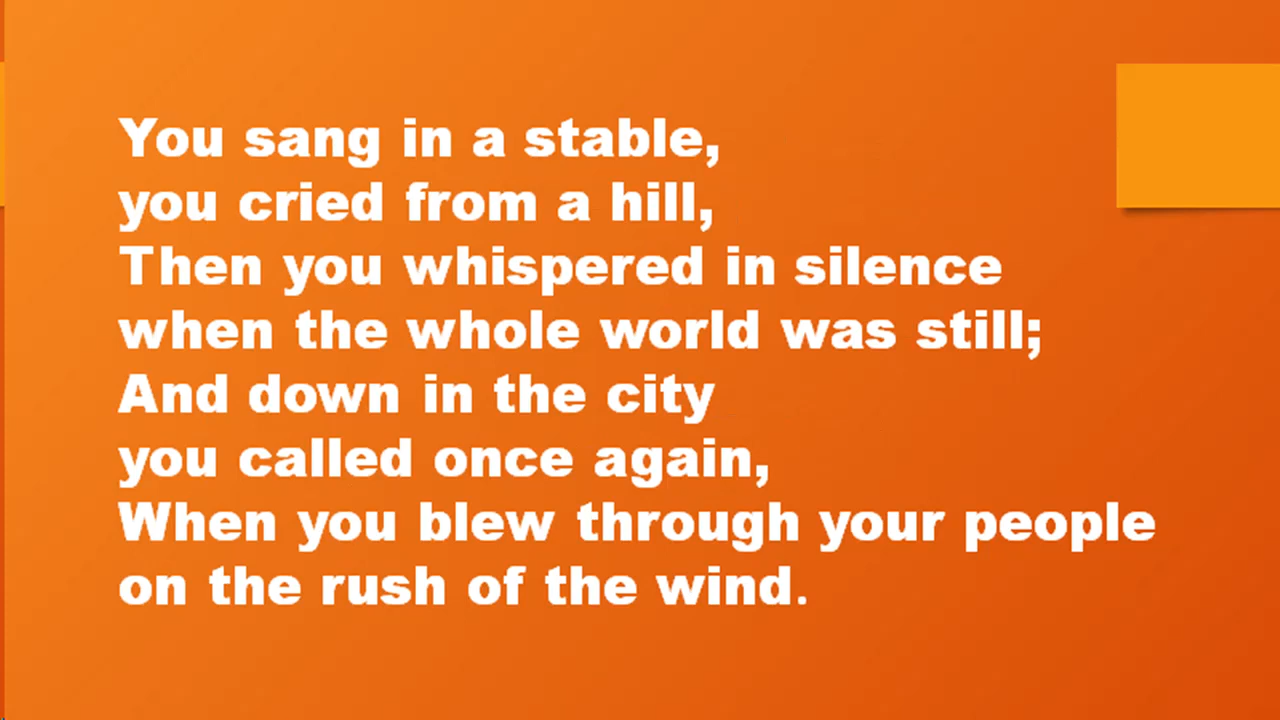 You sang in a stable,
you cried from a hill,
Then you whispered in silence
when the whole world was still;
And down in the city
you called once again,
When you blew through your people
on the rush of the wind.